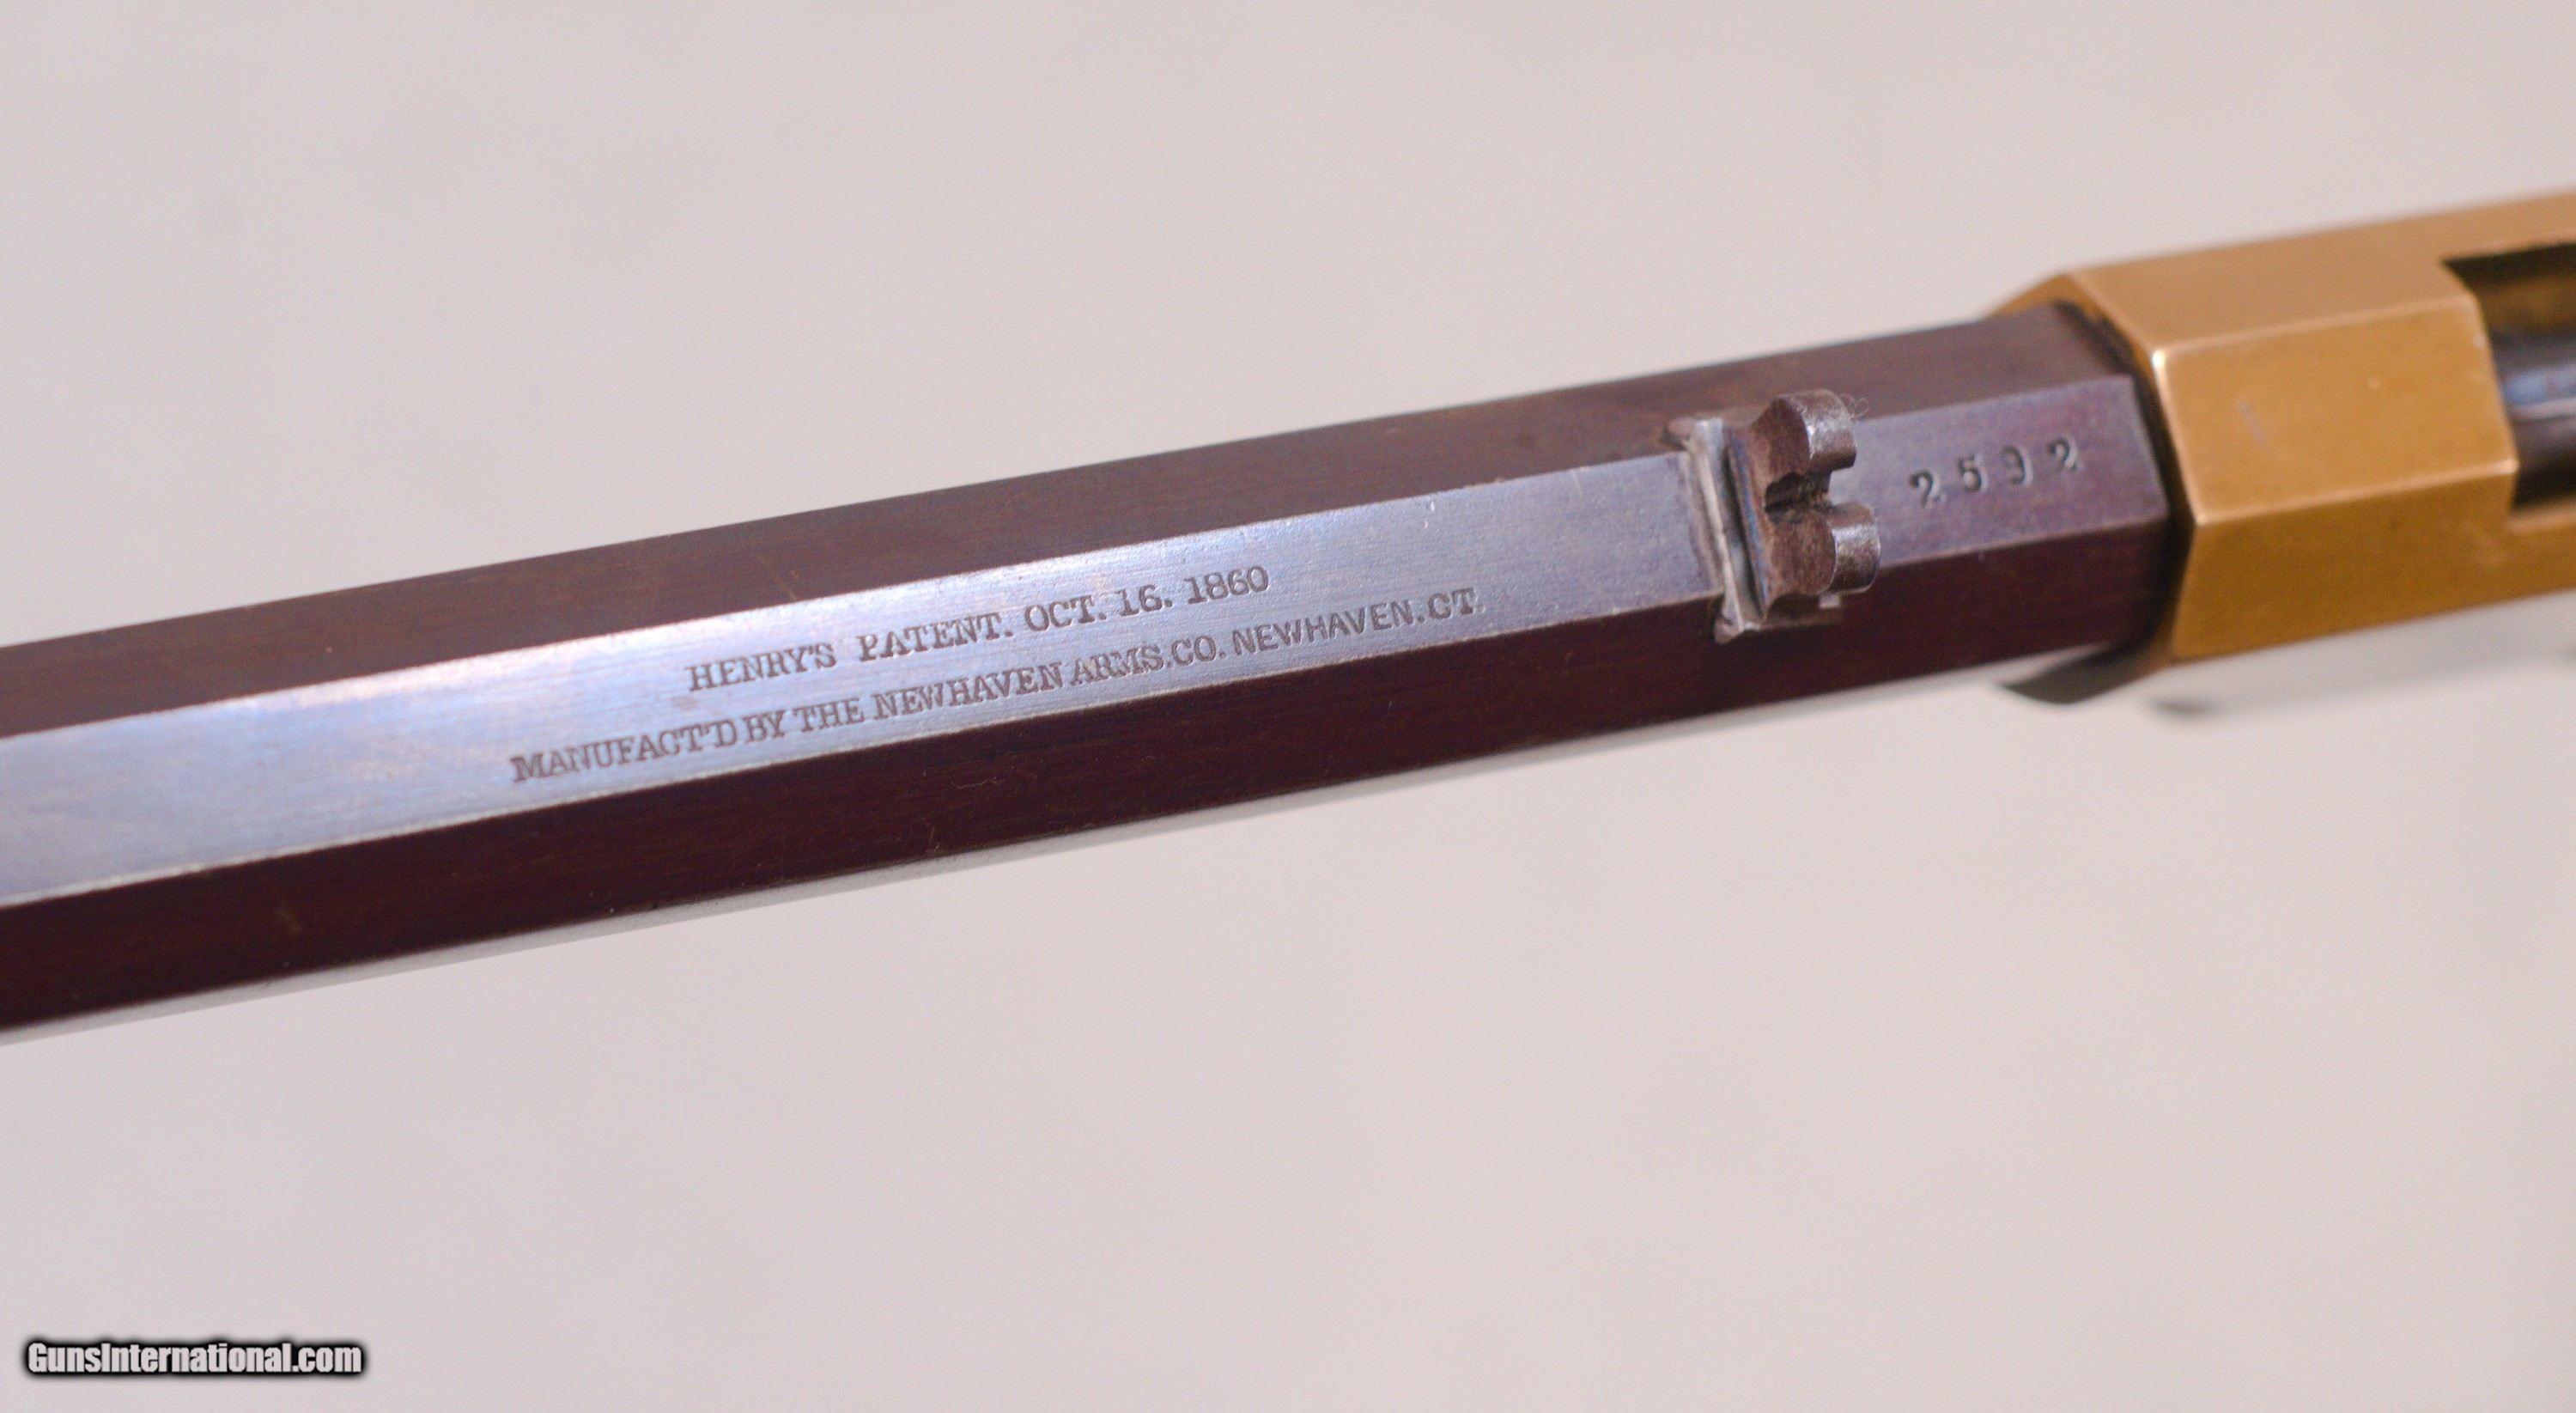 2592
HENRY'S PATENT. OCT. 16. 1860
MANUFACT'D BY THE NEWHAVEN ARMS.CO. NEWHAVEN.CT.
GunsInternational.com